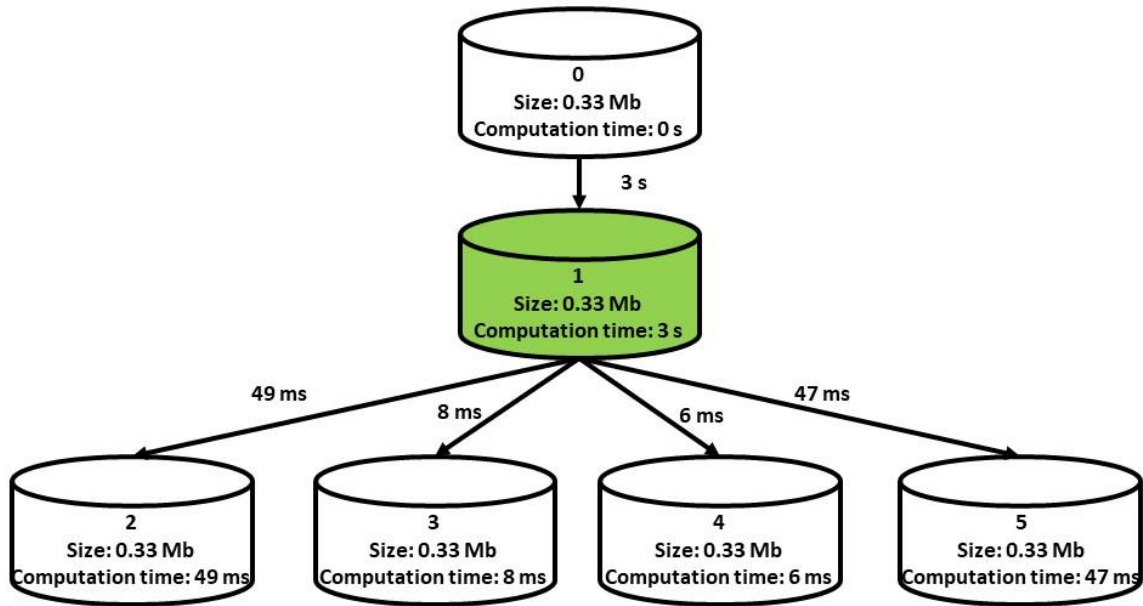 0
Size: 0.33 Mb
Computation time: 0 s
3 s
1
Size: 0.33 Mb
Computation time: 3 s
49 ms
8 ms
6 ms
47 ms
2
Size: 0.33 Mb
Computation time: 49 ms
3
Size: 0.33 Mb
Computation time: 8 ms
4
Size: 0.33 Mb
Computation time: 6 ms
5
Size: 0.33 Mb
Computation time: 47 ms